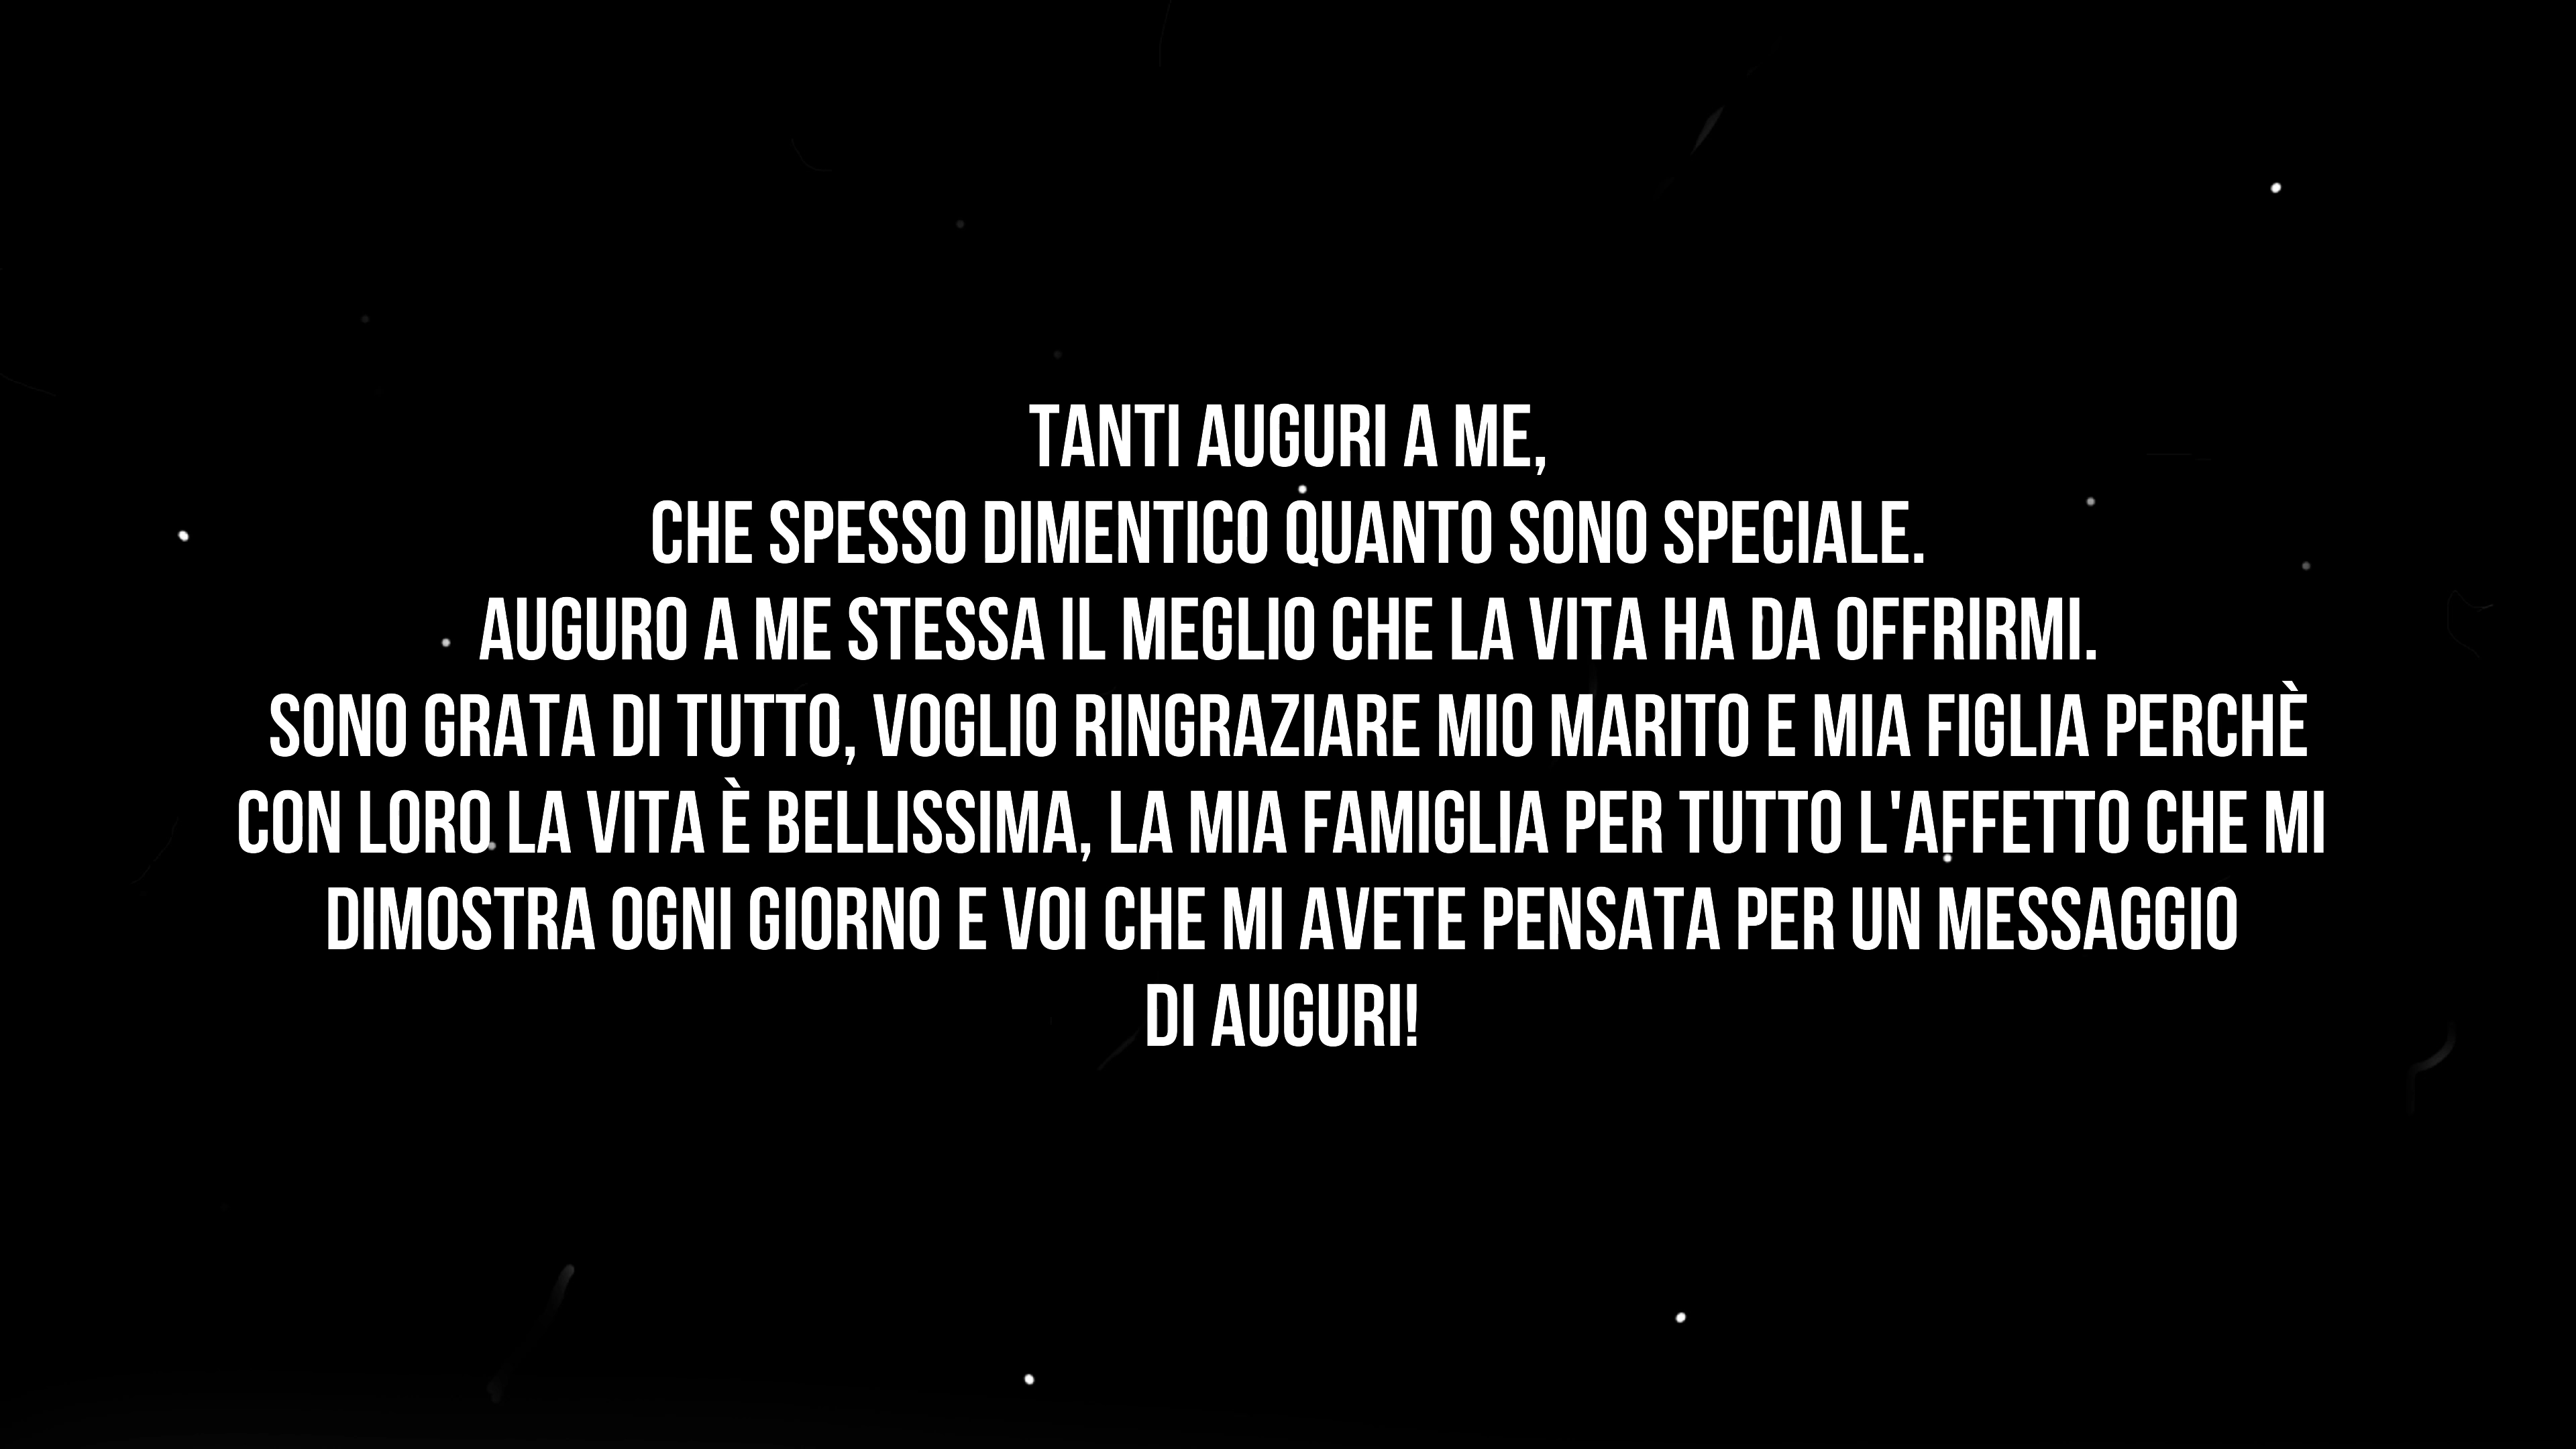 TANTI AUGURI A ME,
CHE SPESSO DIMENTICO QUANTO SONO SPECIALE.
AUGURO A ME STESSA IL MEGLIO CHE LA VITA HA DA OFFRIRMI.
SONO GRATA DI TUTTO, VOGLIO RINGRAZIARE MIO MARITO E MIA FIGLIA PERCHÈ
CON LORO LA VITA È BELLISSIMA, LA MIA FAMIGLIA PER TUTTO L'AFFETTO CHE MI
DIMOSTRA OGNI GIORNO E VOI CHE MI AVETE PENSATA PER UN MESSAGGIO
DI AUGURI!